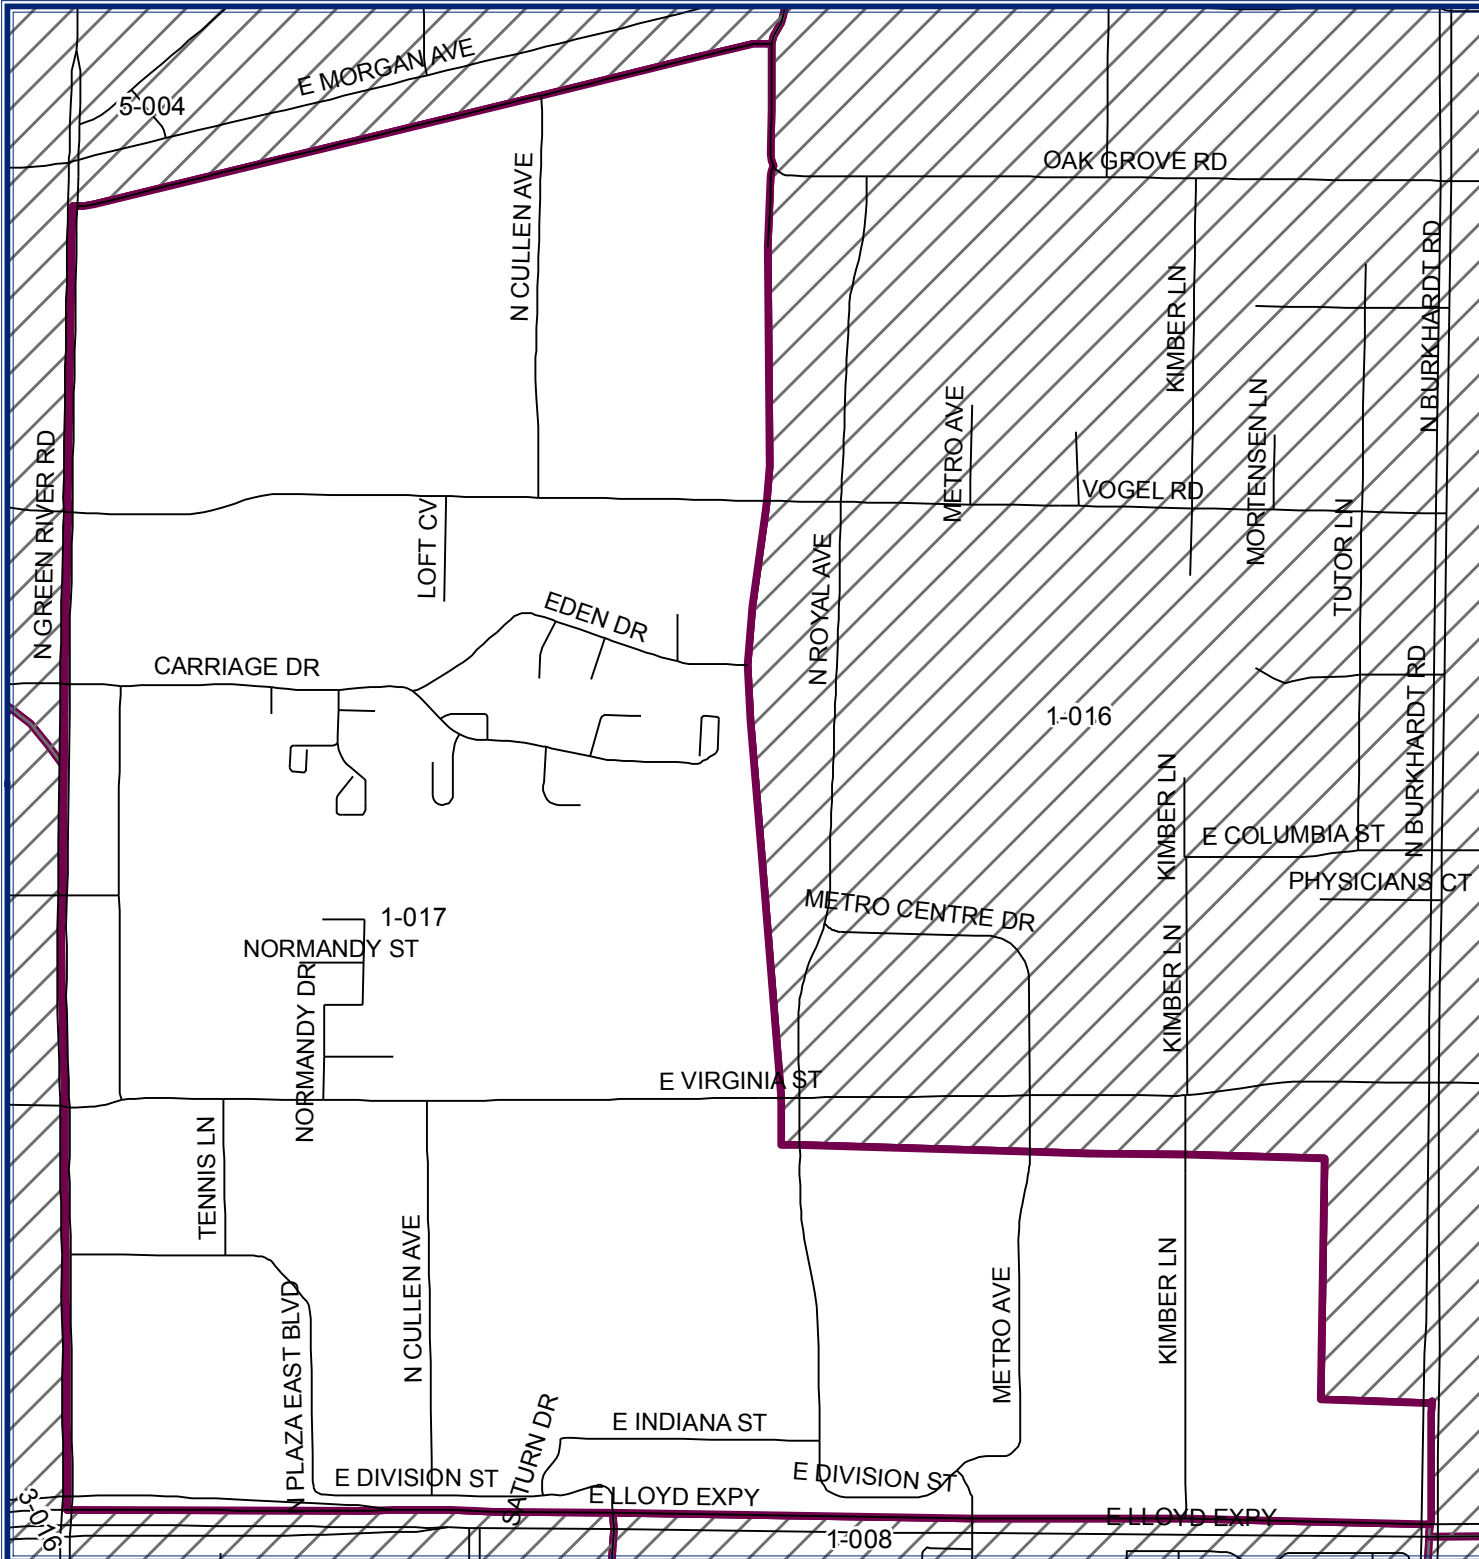 E MORGAN AVE
5-004
OAK GROVE RD
N CULLEN AVE
N BURKHARDT RD
KIMBER LN
METRO AVE
MORTENSEN LN
N GREEN RIVER RD
VOGEL RD
LOFT CV
TUTOR LN
N ROYAL AVE
EDEN DR
CARRIAGE DR
N BURKHARDT RD
1-016
KIMBER LN
E COLUMBIA ST
PHYSICIANS CT
METRO CENTRE DR
1-017
NORMANDY ST
KIMBER LN
NORMANDY DR
E VIRGINIA ST
TENNIS LN
N CULLEN AVE
KIMBER LN
METRO AVE
N PLAZA EAST BLVD
SATURN DR
E INDIANA ST
E DIVISION ST
E DIVISION ST
E LLOYD EXPY
E LLOYD EXPY
3-016
1-008